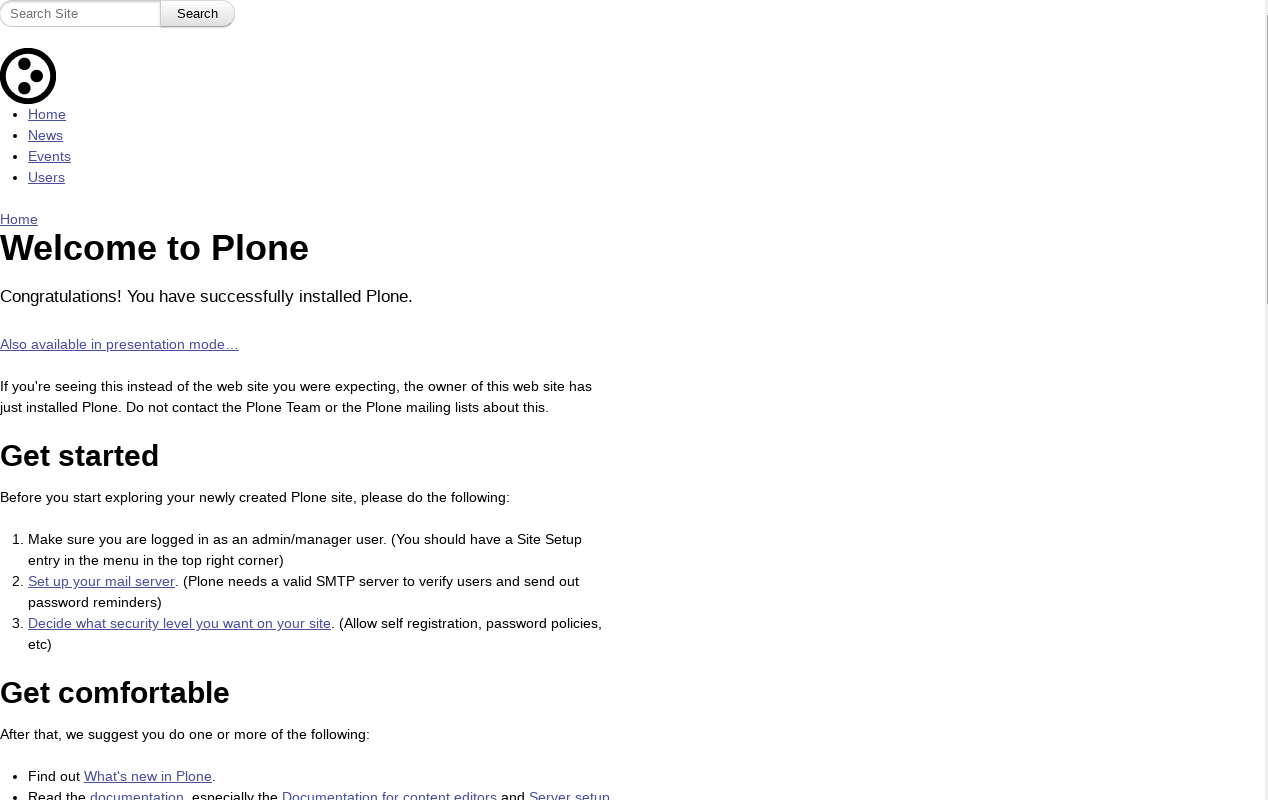 Search Site Search
Home
News
Events
Users
Home
Welcome to Plone
Congratulations! You have successfully installed Plone.
Also available in presentation mode…
If you're seeing this instead of the web site you were expecting, the owner of this web site has
just installed Plone. Do not contact the Plone Team or the Plone mailing lists about this.
Get started
Before you start exploring your newly created Plone site, please do the following:
1. Make sure you are logged in as an admin/manager user. (You should have a Site Setup
entry in the menu in the top right corner)
2. Set up your mail server. (Plone needs a valid SMTP server to verify users and send out
password reminders)
3. Decide what security level you want on your site. (Allow self registration, password policies,
etc)
Get comfortable
After that, we suggest you do one or more of the following:
Find out What's new in Plone.
Read the documentation, especially the Documentation for content editors and Server setup